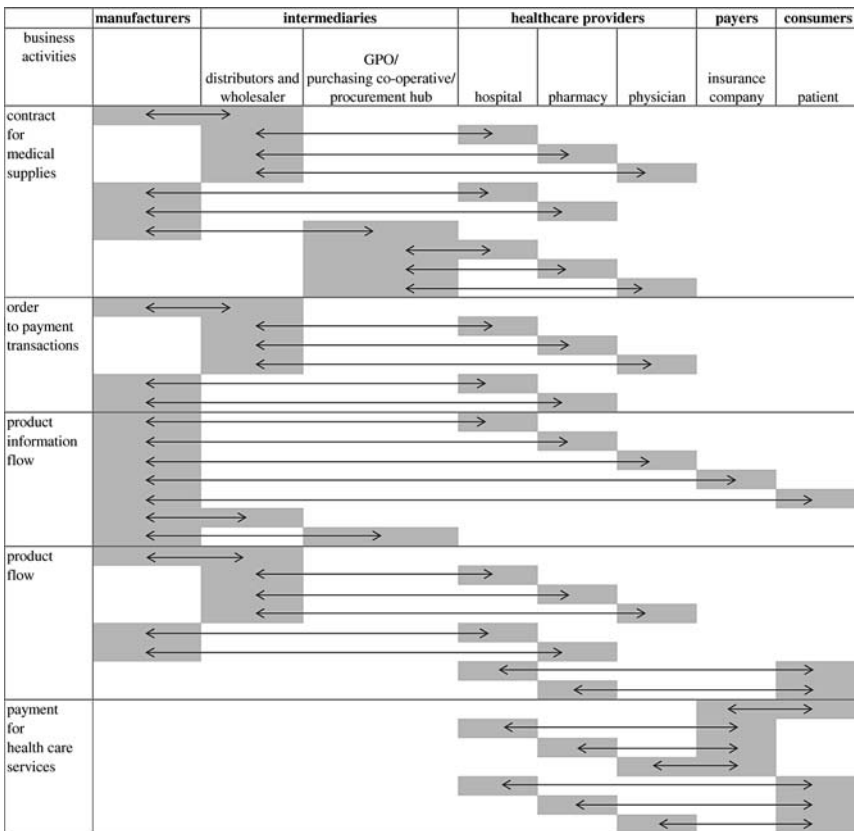 manufacturers intermediaries healthcare providers payers consumers
business
activities
GPO/
distributors and purchasing co-operative/ insurance
wholesaler procurement hub hospital pharmacy physician company patient
contract
for
medical
supplies
order
to payment
transactions
product
information
flow
product
flow
payment
for
health care
services